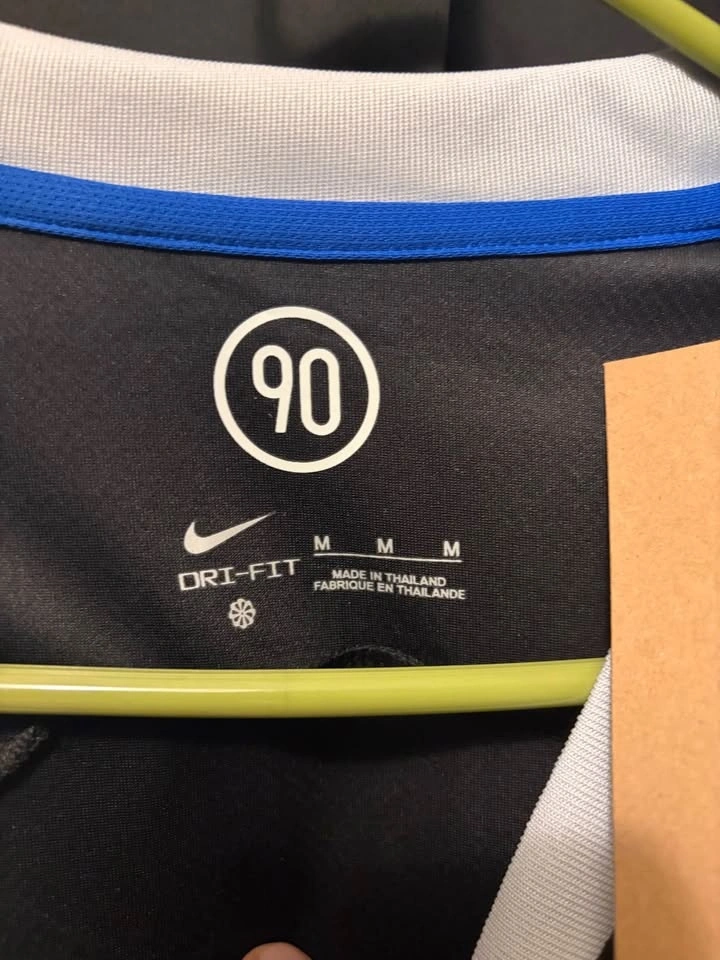 90
DRI-FIT
M M M
MADE IN THAILAND
FABRIQUE EN THAILANDE